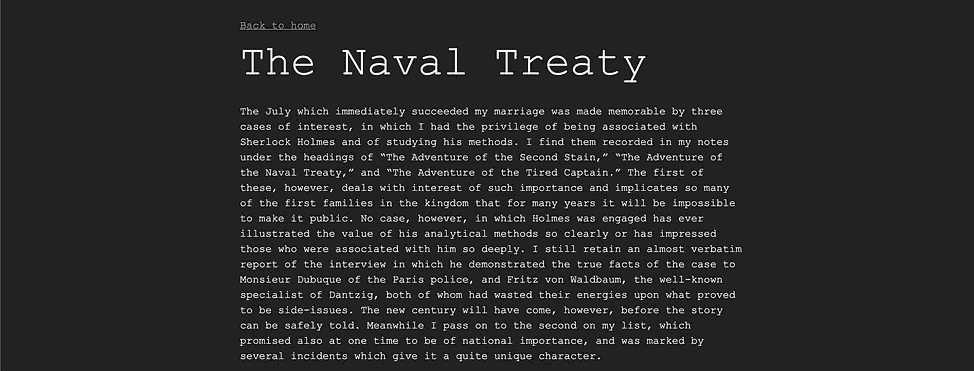 Back to home
The Naval Treaty
The July which immediately succeeded my marriage was made memorable by three
cases of interest, in which I had the privilege of being associated with
Sherlock Holmes and of studying his methods. I find them recorded in my notes
under the headings of “The Adventure of the Second Stain,” “The Adventure of
the Naval Treaty,” and “The Adventure of the Tired Captain.” The first of
these, however, deals with interest of such importance and implicates so many
of the first families in the kingdom that for many years it will be impossible
to make it public. No case, however, in which Holmes was engaged has ever
illustrated the value of his analytical methods so clearly or has impressed
those who were associated with him so deeply. I still retain an almost verbatim
report of the interview in which he demonstrated the true facts of the case to
Monsieur Dubuque of the Paris police, and Fritz von Waldbaum, the well-known
specialist of Dantzig, both of whom had wasted their energies upon what proved
to be side-issues. The new century will have come, however, before the story
can be safely told. Meanwhile I pass on to the second on my list, which
promised also at one time to be of national importance, and was marked by
several incidents which give it a quite unique character.